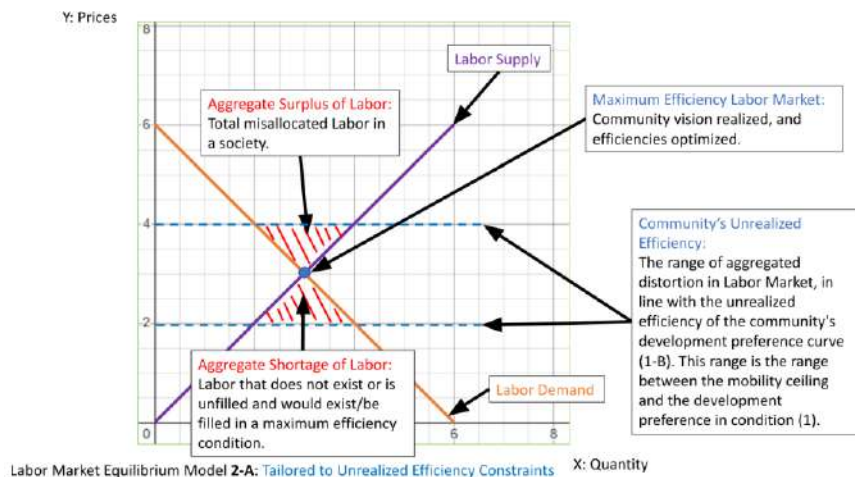 Y: Prices
8
Labor Supply
Aggregate Surplus of Labor:
Total misallocated Labor in
a society.
Maximum Efficiency Labor Market:
Community vision realized, and
efficiencies optimized.
6
4
Community's Unrealized
Efficiency:
The range of aggregated
distortion in Labor Market, in
line with the unrealized
efficiency of the community's
development preference curve
(1-B). This range is the range
between the mobility ceiling
and the development
preference in condition (1).
2
Aggregate Shortage of Labor:
Labor that does not exist or is
unfilled and would exist/be
filled in a maximum efficiency
condition.
Labor Demand
0
6
8
Labor Market Equilibrium Model 2-A: Tailored to Unrealized Efficiency Constraints
X: Quantity